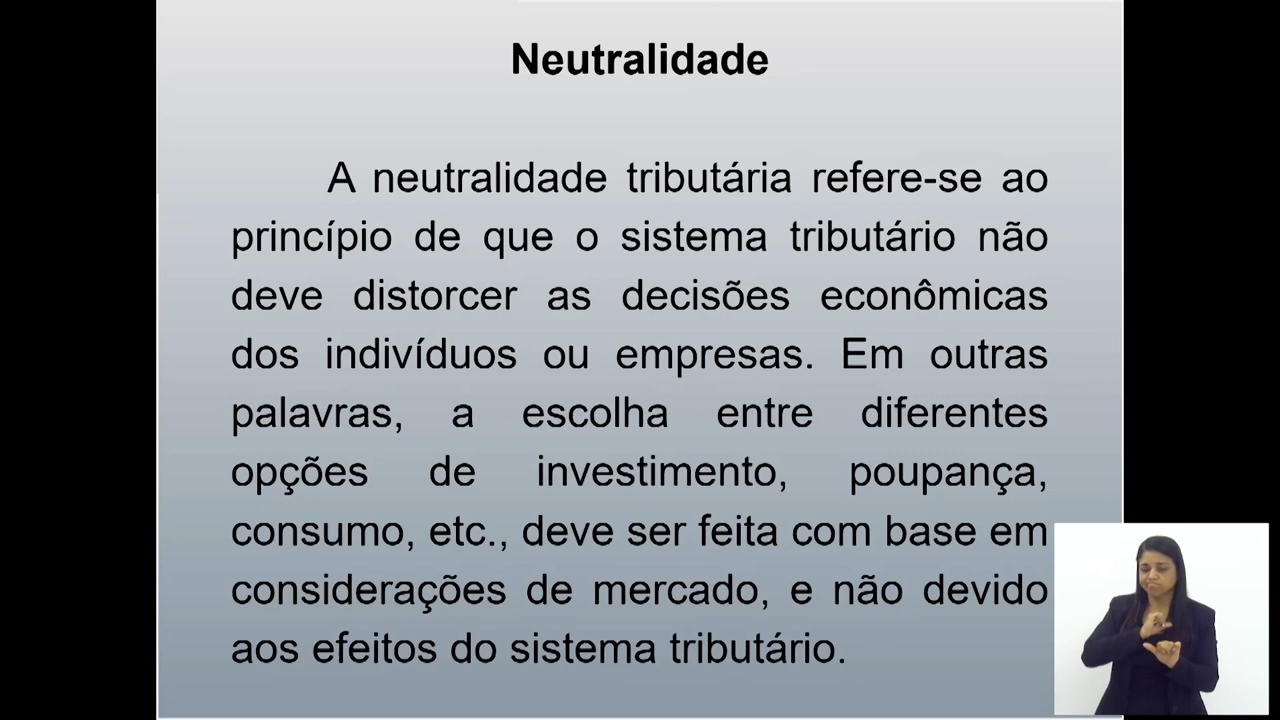 Neutralidade
A neutralidade tributária refere-se ao
princípio de que o sistema tributário não
deve distorcer as decisões econômicas
dos indivíduos ou empresas. Em outras
palavras, a escolha entre diferentes
opções de investimento, poupança,
consumo, etc., deve ser feita com base em
considerações de mercado, e não devido
aos efeitos do sistema tributário.